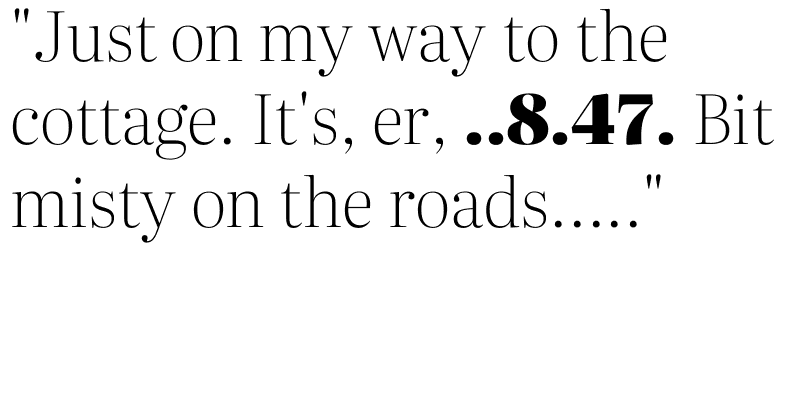 "Just on my way to the
cottage. It's, er, ..8.47. Bit
misty on the roads....."